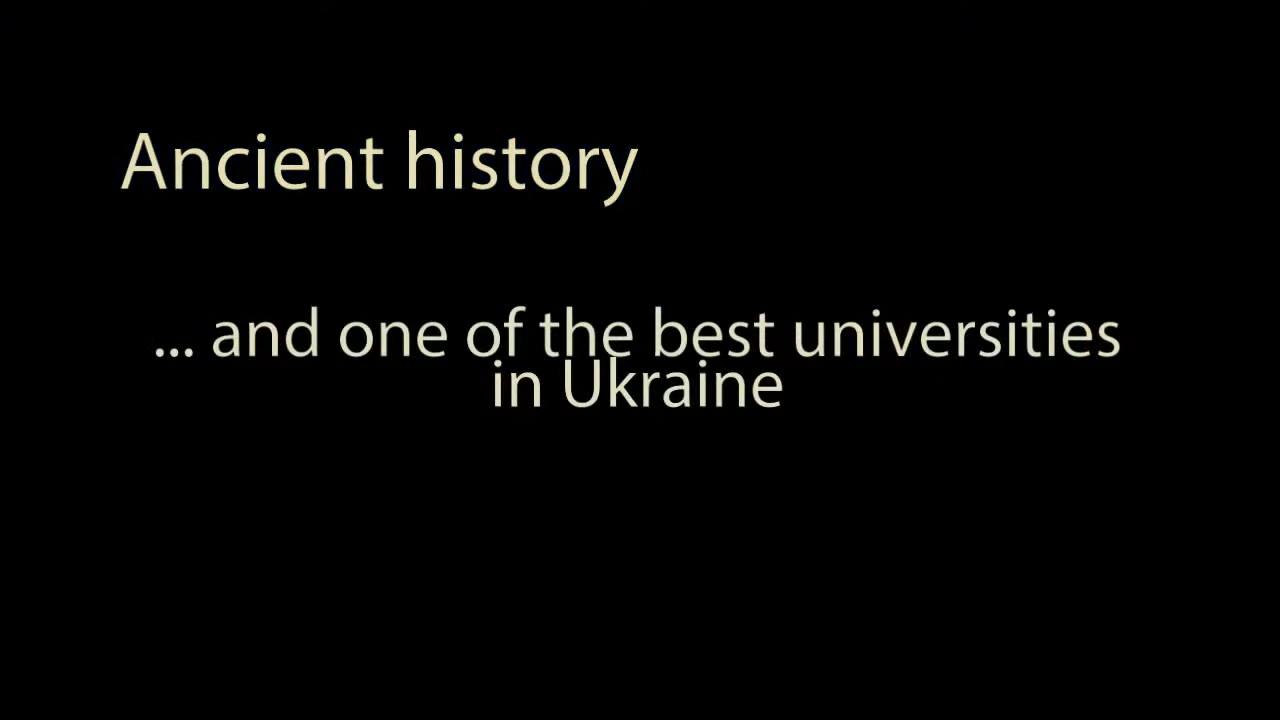 Ancient history
... and one of the best universities
in Ukraine